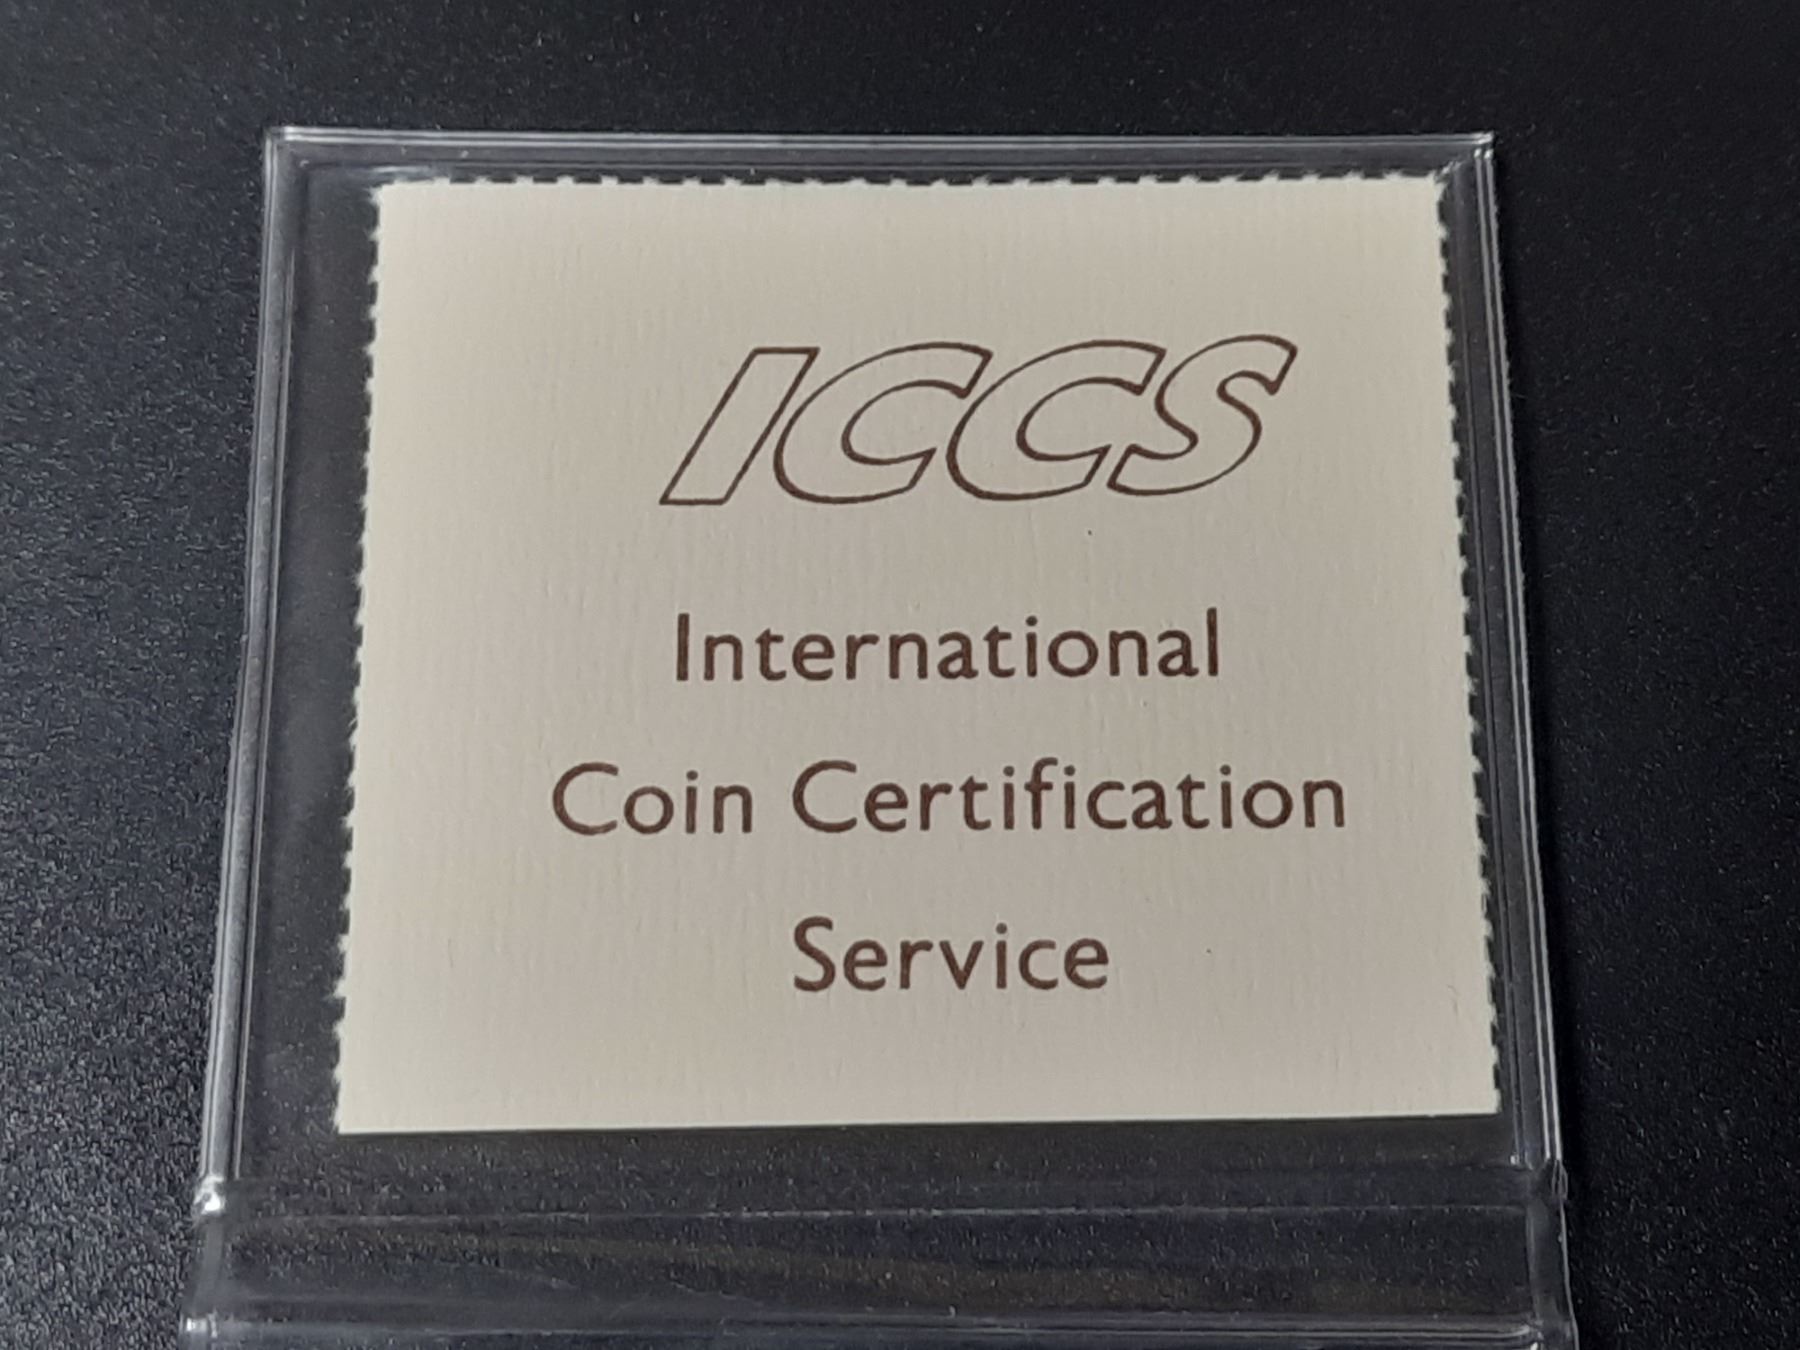 ICCS
International
Coin Certification
Service